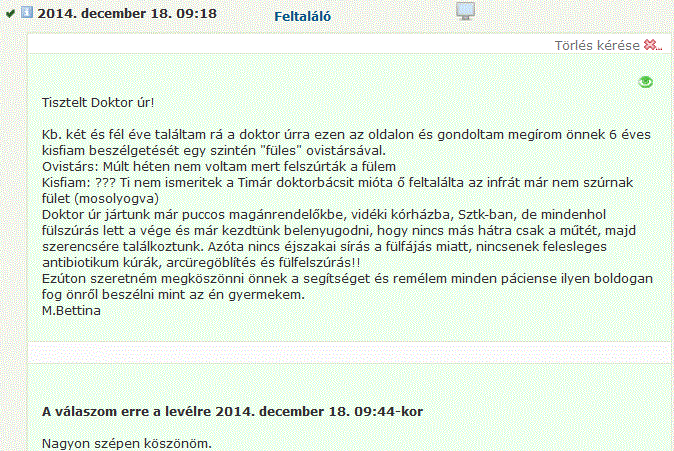 2014. december 18. 09:18 Feltaláló
Törlés kérése
Tisztelt Doktor úr!
Kb. két és fél éve találtam rá a doktor úrra ezen az oldalon és gondoltam megírom önnek 6 éves
kisfiam beszélgetését egy szintén "füles" ovistársával.
Ovistárs: Múlt héten nem voltam mert felszúrták a fülem
Kisfiam: ??? Ti nem ismeritek a Timár doktorbácsit mióta ő feltalálta az infrát már nem szúrnak
fület (mosolyogva)
Doktor úr jártunk már puccos magánrendelőkbe, vidéki kórházba, Sztk-ban, de mindenhol
fülszúrás lett a vége és már kezdtünk belenyugodni, hogy nincs más hátra csak a műtét, majd
szerencsére találkoztunk. Azóta nincs éjszakai sírás a fülfájás miatt, nincsenek felesleges
antibiotikum kúrák, arcüregöblítés és fülfelszúrás!!
Ezúton szeretném megköszönni önnek a segítséget és remélem minden páciense ilyen boldogan
fog önről beszélni mint az én gyermekem.
M.Bettina
A válaszom erre a levélre 2014. december 18. 09:44-kor
Nagyon szépen köszönöm.